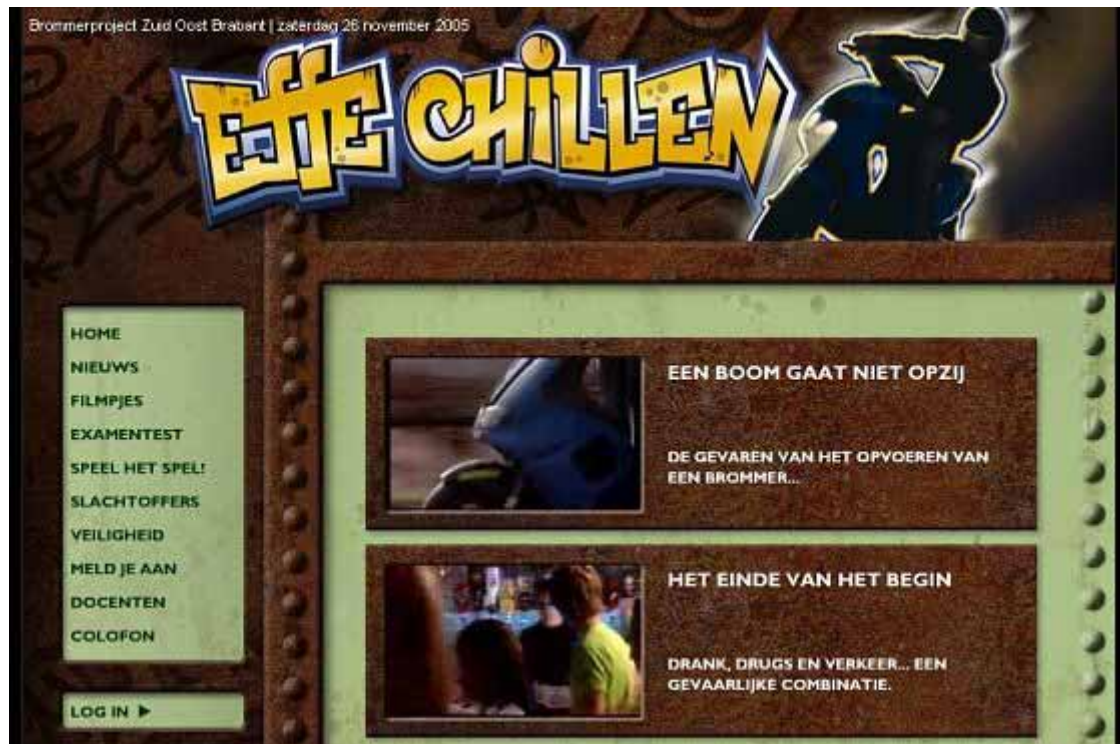 Brommerproject Zuid Oost Brabant | zaterdag 26 november 2005
EFFE CHILLEN
HOME
NIEUWS
FILMPJES
EXAMENTEST
SPEEL HET SPEL!
SLACHTOFFERS
VEILIGHEID
MELD JE AAN
DOCENTEN
COLOFON
LOG IN ►
EEN BOOM GAAT NIET OPZIJ
DE GEVAREN VAN HET OPVOEREN VAN
EEN BROMMER...
HET EINDE VAN HET BEGIN
DRANK, DRUGS EN VERKEER... EEN
GEVAARLIJKE COMBINATIE.